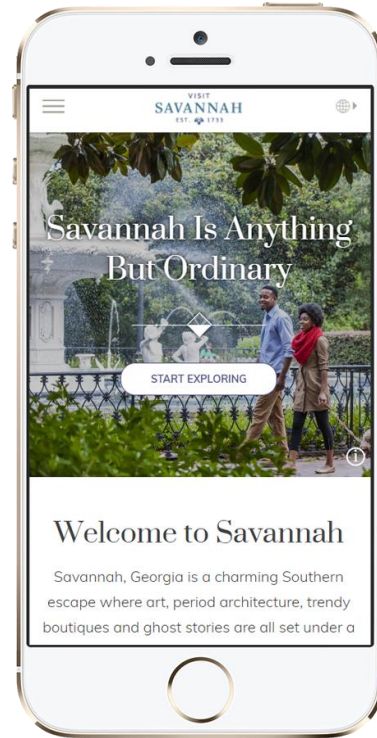 VISIT
SAVANNAH
EST. 1733
Savannah Is Anything
But Ordinary
START EXPLORING
Welcome to Savannah
Savannah, Georgia is a charming Southern
escape where art, period architecture, trendy
boutiques and ghost stories are all set under a